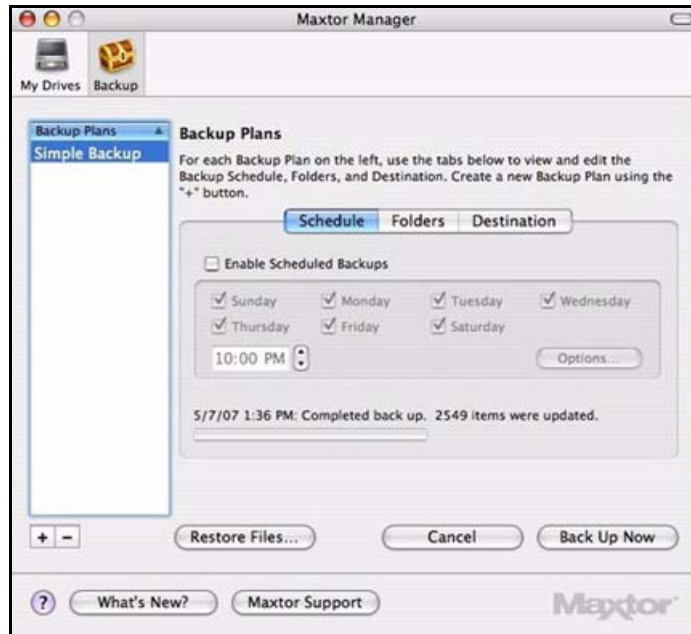 Maxtor Manager
My Drives Backup
Backup Plans
Simple Backup
Backup Plans
For each Backup Plan on the left, use the tabs below to view and edit the
Backup Schedule, Folders, and Destination. Create a new Backup Plan using the
"+" button.
Schedule Folders Destination
Enable Scheduled Backups
Sunday Monday Tuesday Wednesday
Thursday Friday Saturday
10:00 PM Options...
5/7/07 1:36 PM: Completed back up. 2549 items were updated.
+ - Restore Files... Cancel Back Up Now
? What's New? Maxtor Support Maxtor